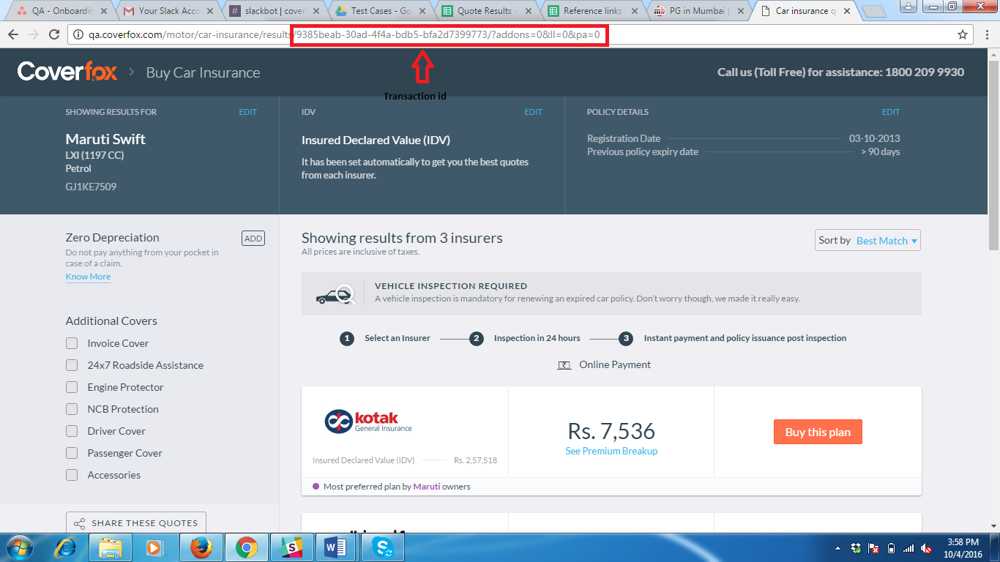 QA - Onboardin
Your Slack Acco
slackbot | cover
Test Cases - Go
Quote Results -
Reference links
PG in Mumbai |
Car insurance q
qa.coverfox.com/motor/car-insurance/results/9385beab-30ad-4f4a-bdb5-bfa2d7399773/?addons=0&ll=0&pa=0
Coverfox > Buy Car Insurance
Call us (Toll Free) for assistance: 1800 209 9930
Transaction id
SHOWING RESULTS FOR EDIT
Maruti Swift
LXI (1197 CC)
Petrol
GJ1KE7509
IDV EDIT
Insured Declared Value (IDV)
It has been set automatically to get you the best quotes
from each insurer.
POLICY DETAILS EDIT
Registration Date 03-10-2013
Previous policy expiry date > 90 days
Zero Depreciation ADD
Do not pay anything from your pocket in
case of a claim.
Know More
Additional Covers
Invoice Cover
24x7 Roadside Assistance
Engine Protector
NCB Protection
Driver Cover
Passenger Cover
Accessories
SHARE THESE QUOTES
Showing results from 3 insurers
All prices are inclusive of taxes.
Sort by Best Match
VEHICLE INSPECTION REQUIRED
A vehicle inspection is mandatory for renewing an expired car policy. Don't worry though, we made it really easy.
1 Select an Insurer 2 Inspection in 24 hours 3 Instant payment and policy issuance post inspection
Online Payment
kotak
General Insurance
Insured Declared Value (IDV) Rs. 2,57,518
Rs. 7,536
See Premium Breakup
Buy this plan
Most preferred plan by Maruti owners
3:58 PM
10/4/2016